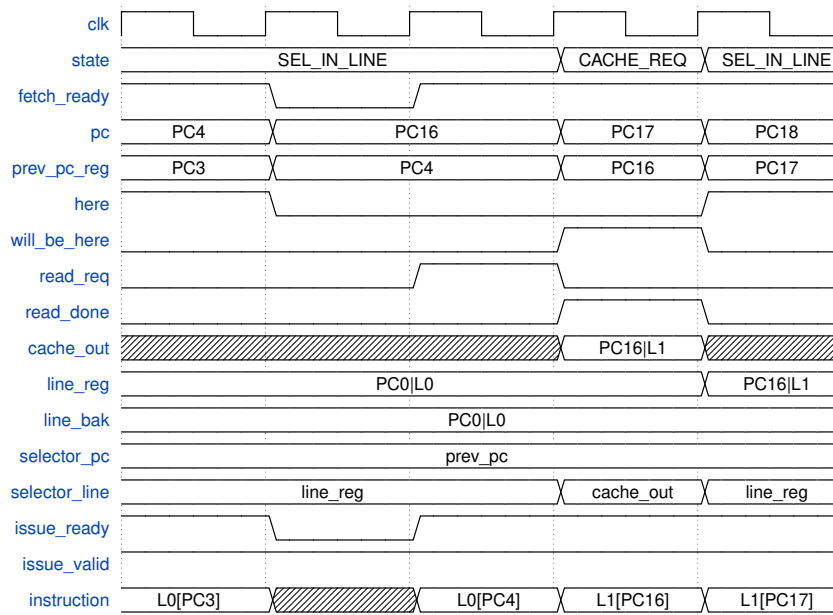 clk
state SEL_IN_LINE CACHE_REQ SEL_IN_LINE
fetch_ready
pc PC4 PC16 PC17 PC18
prev_pc_reg PC3 PC4 PC16 PC17
here
will_be_here
read_req
read_done
cache_out PC16|L1
line_reg PC0|L0 PC16|L1
line_bak PC0|L0
selector_pc prev_pc
selector_line line_reg cache_out line_reg
issue_ready
issue_valid
instruction L0[PC3] L0[PC4] L1[PC16] L1[PC17]